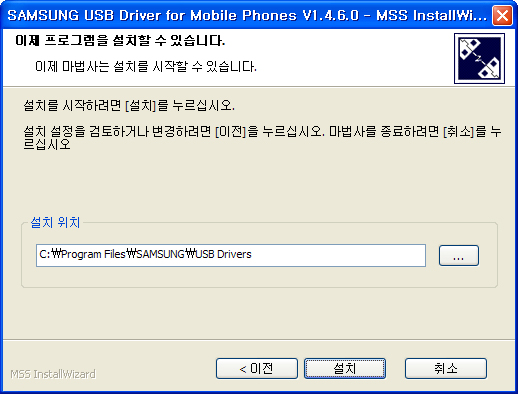 SAMSUNG USB Driver for Mobile Phones V1.4.6.0 - MSS InstallWi...
이제 프로그램을 설치할 수 있습니다.
이제 마법사는 설치를 시작할 수 있습니다.
설치를 시작하려면 [설치]를 누르십시오.
설치 설정을 검토하거나 변경하려면 [이전]을 누르십시오. 마법사를 종료하려면 [취소]를 누
르십시오
설치 위치
C:₩Program Files₩SAMSUNG₩USB Drivers
...
MSS InstallWizard
< 이전
설치
취소